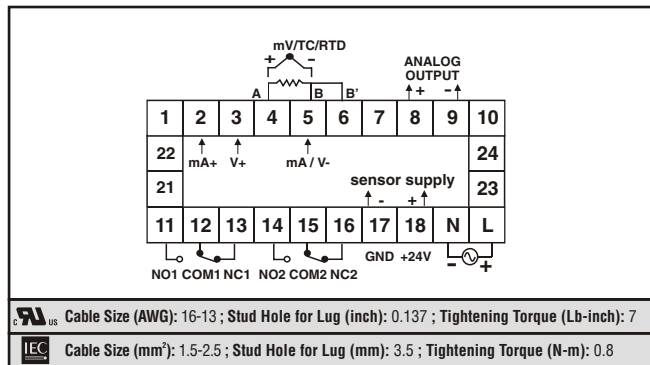 mV/TC/RTD
+ -
ANALOG
OUTPUT
A B B'
+ -
1 2 3 4 5 6 7 8 9 10
22 24
mA+ V+ mA / V-
21 23
sensor supply
- +
11 12 13 14 15 16 17 18 N L
NO1 COM1 NC1 NO2 COM2 NC2 GND +24V - +
c RU US Cable Size (AWG): 16-13 ; Stud Hole for Lug (inch): 0.137 ; Tightening Torque (Lb-inch): 7
IEC Cable Size (mm²): 1.5-2.5 ; Stud Hole for Lug (mm): 3.5 ; Tightening Torque (N-m): 0.8